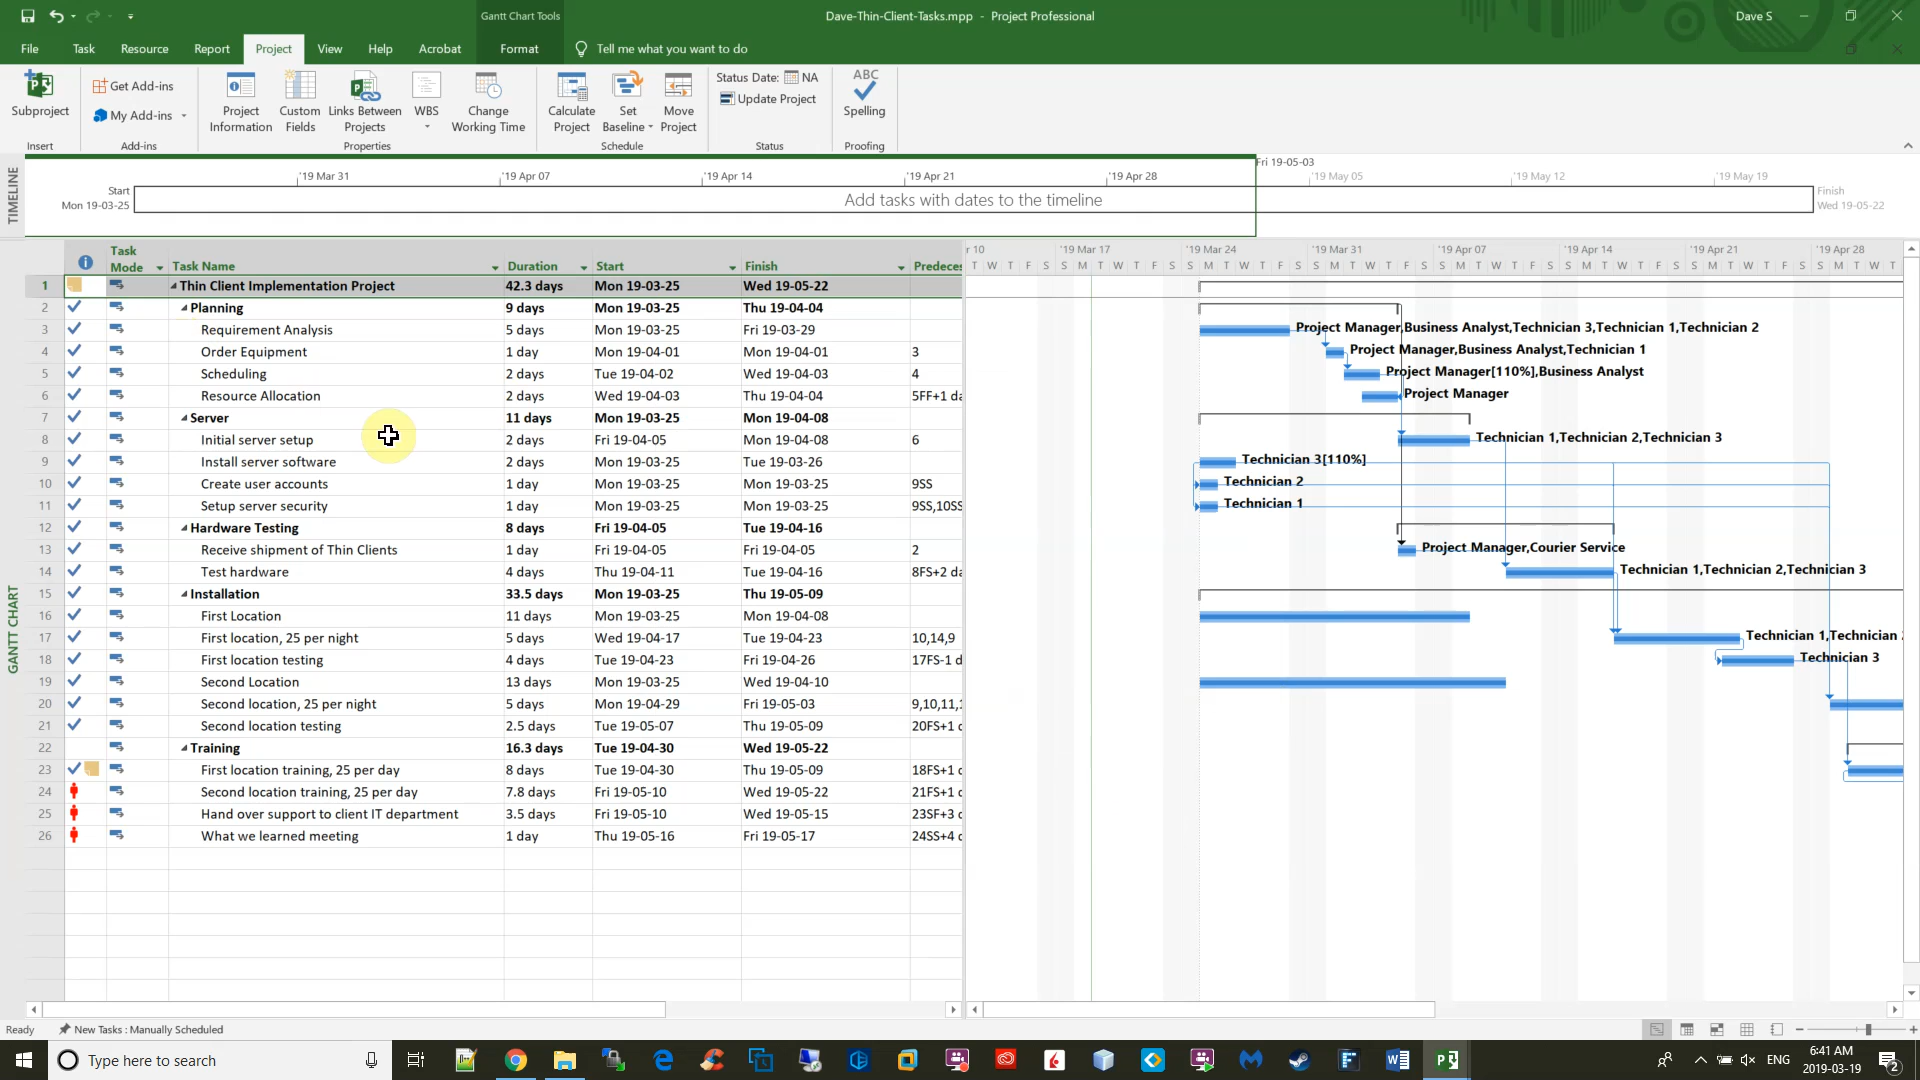 Gantt Chart Tools
Dave-Thin-Client-Tasks.mpp - Project Professional
Dave S
File Task Resource Report Project View Help Acrobat Format Tell me what you want to do
Subproject
Insert
Get Add-ins
My Add-ins
Add-ins
Project Information
Custom Fields
Links Between Projects
WBS
Change Working Time
Properties
Calculate Project
Set Baseline
Move Project
Schedule
Status Date: NA
Update Project
Status
ABC
Spelling
Proofing
TIMELINE
Fri 19-05-03
'19 Mar 31 '19 Apr 07 '19 Apr 14 '19 Apr 21 '19 Apr 28 '19 May 05 '19 May 12 '19 May 19
Start
Mon 19-03-25
Add tasks with dates to the timeline
Finish
Wed 19-05-22
GANTT CHART
Task Mode Task Name Duration Start Finish Predeces
1 Thin Client Implementation Project 42.3 days Mon 19-03-25 Wed 19-05-22
2 Planning 9 days Mon 19-03-25 Thu 19-04-04
3 Requirement Analysis 5 days Mon 19-03-25 Fri 19-03-29
4 Order Equipment 1 day Mon 19-04-01 Mon 19-04-01 3
5 Scheduling 2 days Tue 19-04-02 Wed 19-04-03 4
6 Resource Allocation 2 days Wed 19-04-03 Thu 19-04-04 5FF+1 da
7 Server 11 days Mon 19-03-25 Mon 19-04-08
8 Initial server setup 2 days Fri 19-04-05 Mon 19-04-08 6
9 Install server software 2 days Mon 19-03-25 Tue 19-03-26
10 Create user accounts 1 day Mon 19-03-25 Mon 19-03-25 9SS
11 Setup server security 1 day Mon 19-03-25 Mon 19-03-25 9SS,10SS
12 Hardware Testing 8 days Fri 19-04-05 Tue 19-04-16
13 Receive shipment of Thin Clients 1 day Fri 19-04-05 Fri 19-04-05 2
14 Test hardware 4 days Thu 19-04-11 Tue 19-04-16 8FS+2 da
15 Installation 33.5 days Mon 19-03-25 Thu 19-05-09
16 First Location 11 days Mon 19-03-25 Mon 19-04-08
17 First location, 25 per night 5 days Wed 19-04-17 Tue 19-04-23 10,14,9
18 First location testing 4 days Tue 19-04-23 Fri 19-04-26 17FS-1 d
19 Second Location 13 days Mon 19-03-25 Wed 19-04-10
20 Second location, 25 per night 5 days Mon 19-04-29 Fri 19-05-03 9,10,11,
21 Second location testing 2.5 days Tue 19-05-07 Thu 19-05-09 20FS+1
22 Training 16.3 days Tue 19-04-30 Wed 19-05-22
23 First location training, 25 per day 8 days Tue 19-04-30 Thu 19-05-09 18FS+1
24 Second location training, 25 per day 7.8 days Fri 19-05-10 Wed 19-05-22 21FS+1
25 Hand over support to client IT department 3.5 days Fri 19-05-10 Wed 19-05-15 23SF+3
26 What we learned meeting 1 day Thu 19-05-16 Fri 19-05-17 24SS+4
r 10 '19 Mar 17 '19 Mar 24 '19 Mar 31 '19 Apr 07 '19 Apr 14 '19 Apr 21 '19 Apr 28
T W T F S S M T W T F S S M T W T F S S M T W T F S S M T W T F S S M T W T F S S M T W T F S S M T W T
Project Manager,Business Analyst,Technician 3,Technician 1,Technician 2
Project Manager,Business Analyst,Technician 1
Project Manager[110%],Business Analyst
Project Manager
Technician 1,Technician 2,Technician 3
Technician 3[110%]
Technician 2
Technician 1
Project Manager,Courier Service
Technician 1,Technician 2,Technician 3
Technician 1,Technician
Technician 3
Ready New Tasks : Manually Scheduled
Type here to search
ENG
6:41 AM
2019-03-19
2